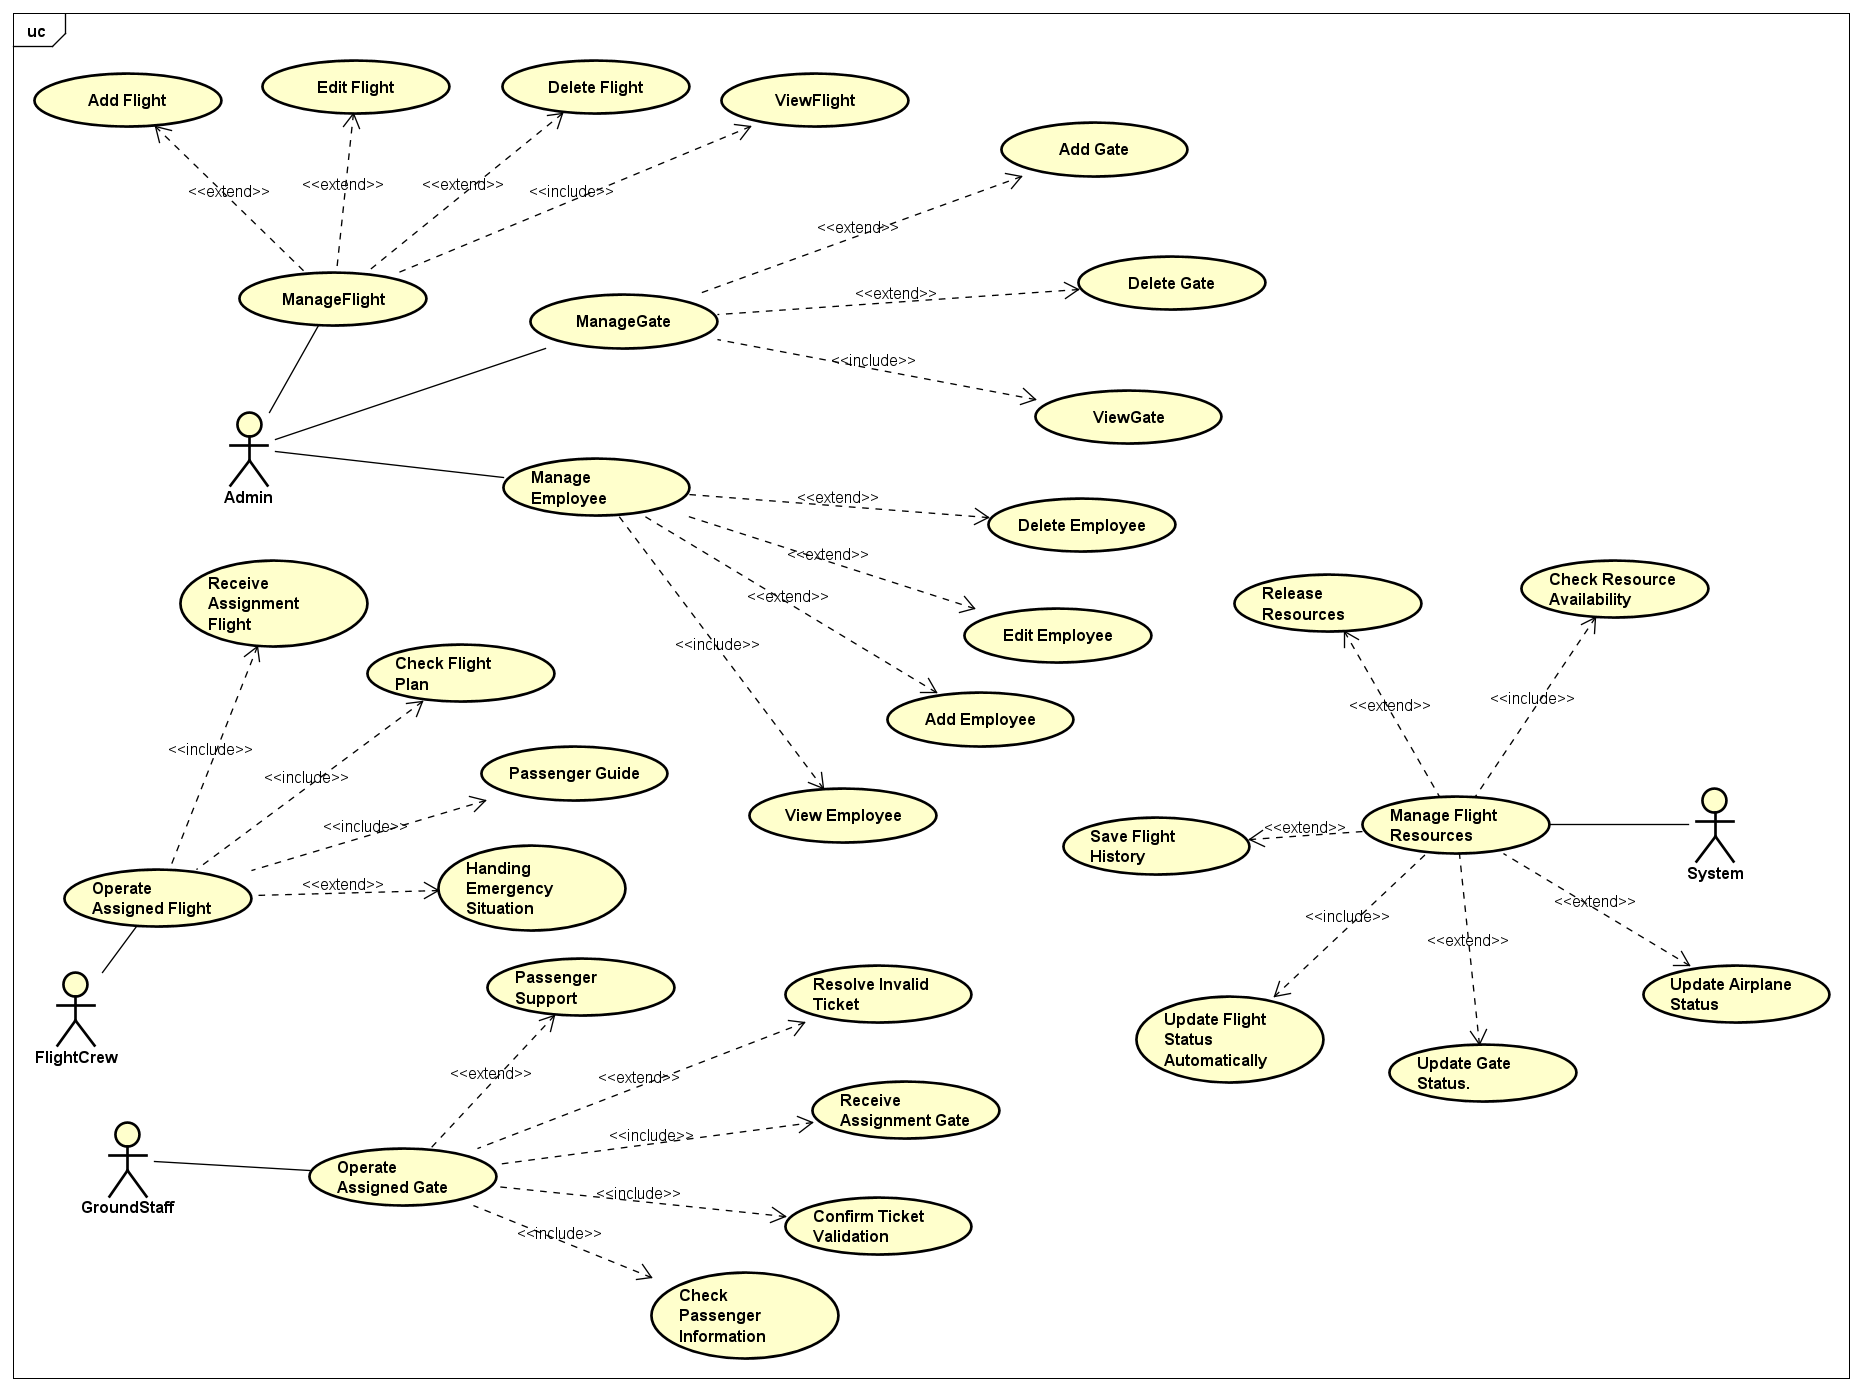 uc
Add Flight
Edit Flight
Delete Flight
ViewFlight
Add Gate
<<extend>>
<<extend>>
<<extend>>
<<include>>
<<extend>>
Delete Gate
<<extend>>
ManageFlight
ManageGate
<<include>>
ViewGate
Admin
Manage
Employee
<<extend>>
Delete Employee
<<extend>>
<<extend>>
<<include>>
Edit Employee
Add Employee
View Employee
Receive
Assignment
Flight
Check Flight
Plan
<<include>>
<<include>>
Passenger Guide
<<include>>
<<extend>>
Handing
Emergency
Situation
Operate
Assigned Flight
FlightCrew
Release
Resources
Check Resource
Availability
<<extend>>
<<include>>
Manage Flight
Resources
System
Save Flight
History
<<extend>>
<<include>>
<<extend>>
<<extend>>
Update Flight
Status
Automatically
Update Gate
Status.
Update Airplane
Status
Passenger
Support
Resolve Invalid
Ticket
<<extend>>
<<extend>>
Receive
Assignment Gate
<<include>>
GroundStaff
Operate
Assigned Gate
<<include>>
Confirm Ticket
Validation
<<include>>
Check
Passenger
Information